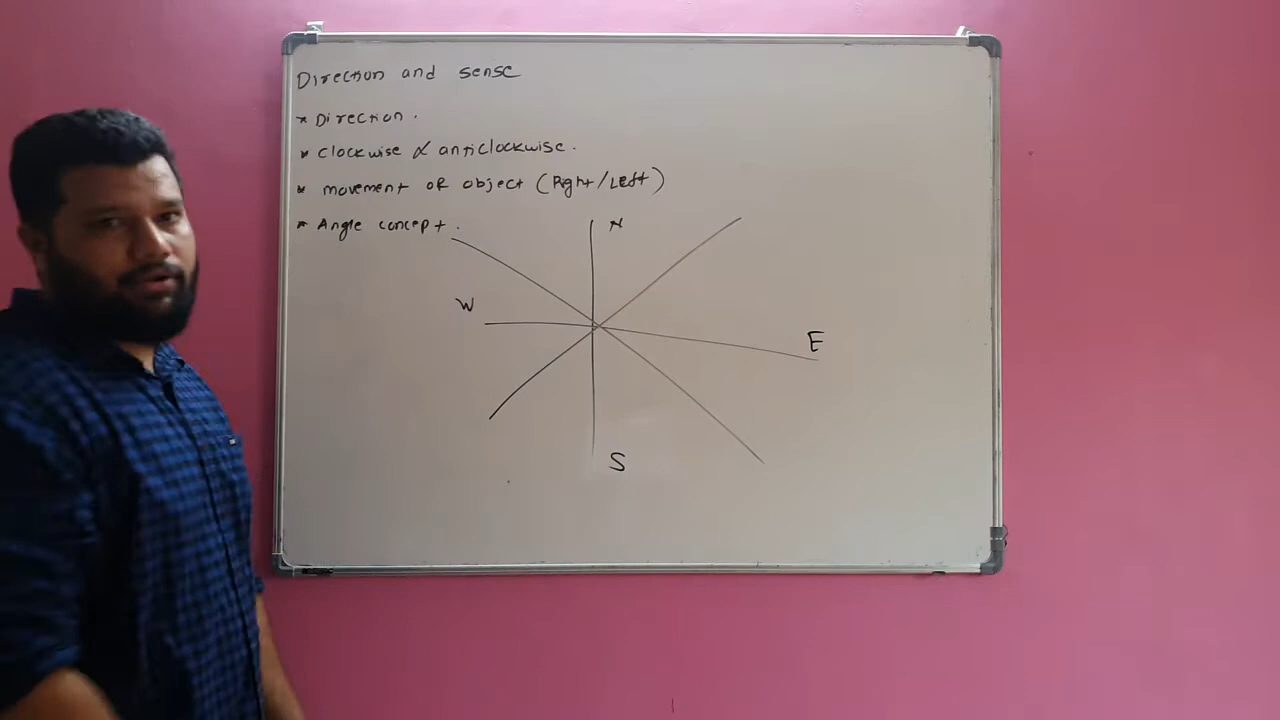 Direction and sense
* Direction.
* Clockwise & anticlockwise.
* movement of object (Right/Left)
* Angle concept.
N
W
E
S